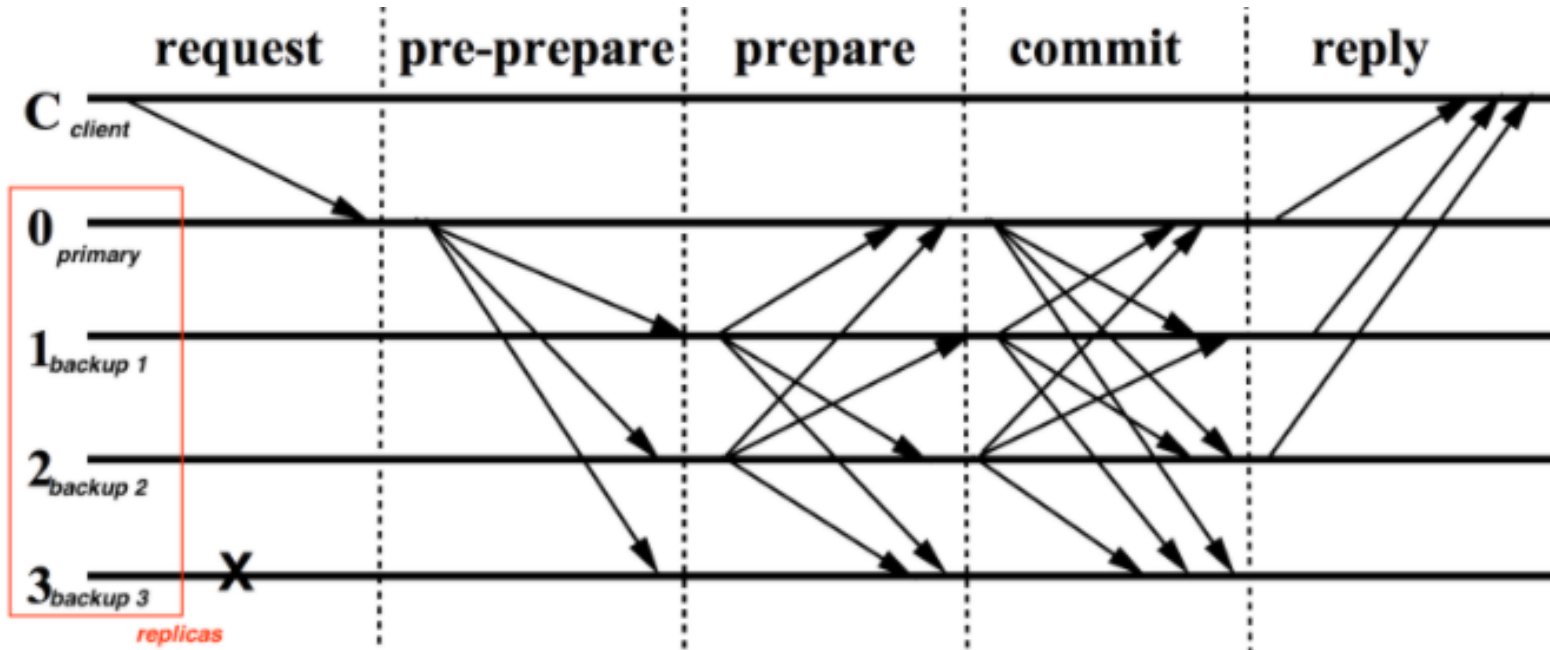 request pre-prepare prepare commit reply
C client
0 primary
1 backup 1
2 backup 2
X
3 backup 3
replicas